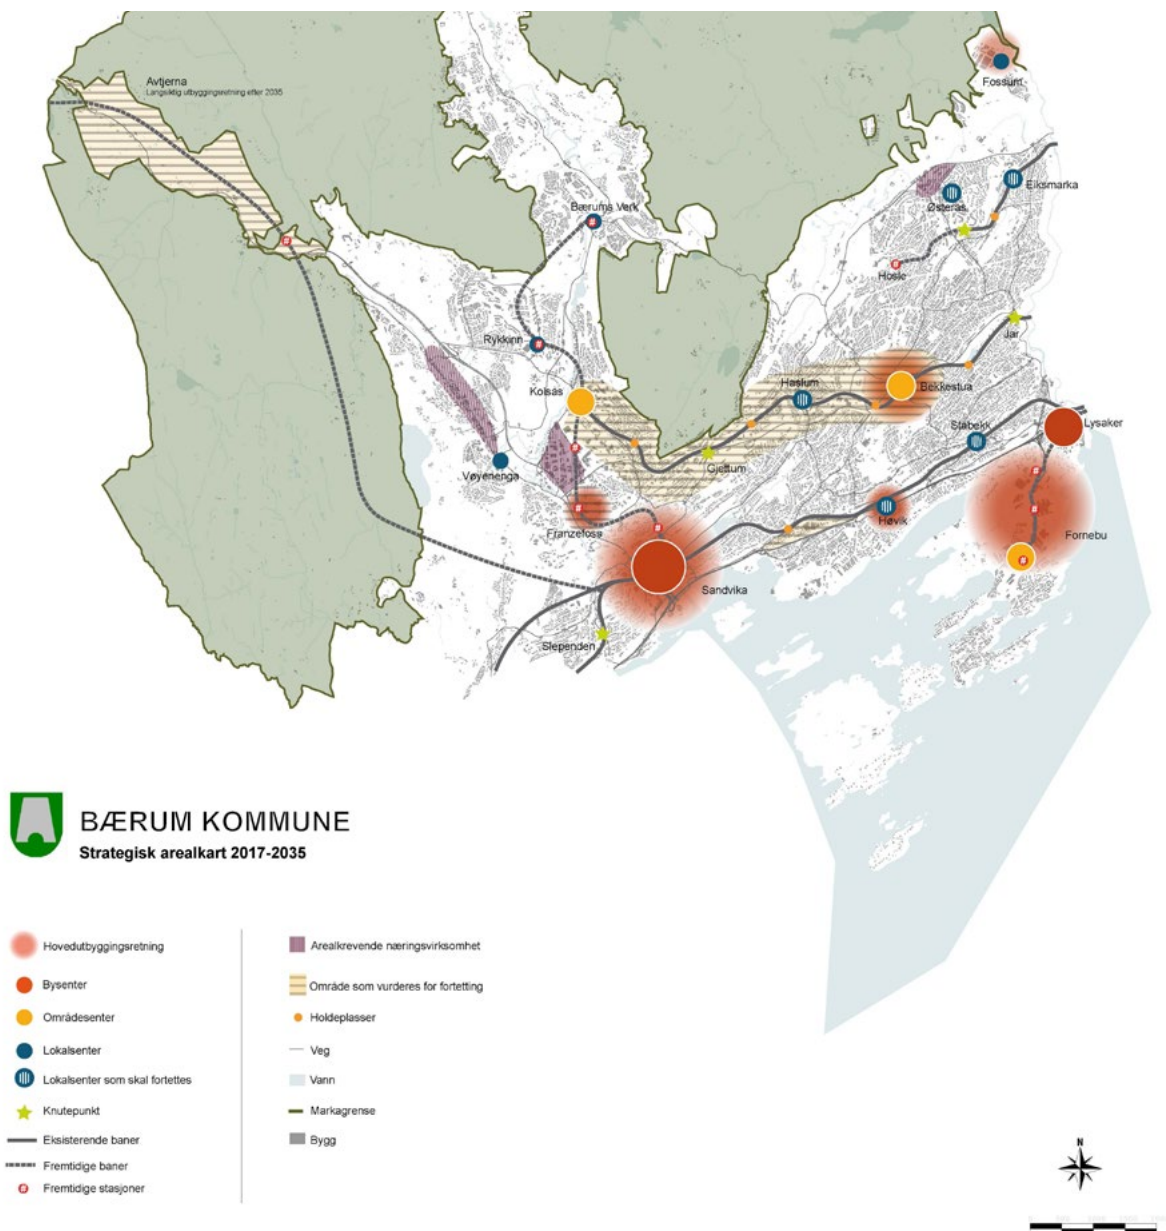 Avtjerna
Langsiktig utbyggingsretning etter 2035
Fossum
Eiksmarka
Østerås
Bærums Verk
Hosle
Jar
Rykkinn
Kolsås
Haslum
Bekkestua
Stabekk
Lysaker
Gjettum
Vøyenenga
Franzefoss
Høvik
Fornebu
Sandvika
Slependen
BÆRUM KOMMUNE
Strategisk arealkart 2017-2035
Hovedutbyggingsretning
Bysenter
Områdesenter
Lokalsenter
Lokalsenter som skal fortettes
Knutepunkt
Eksisterende baner
Fremtidige baner
Fremtidige stasjoner
Arealkrevende næringsvirksomhet
Område som vurderes for fortetting
Holdeplasser
Veg
Vann
Markagrense
Bygg
N